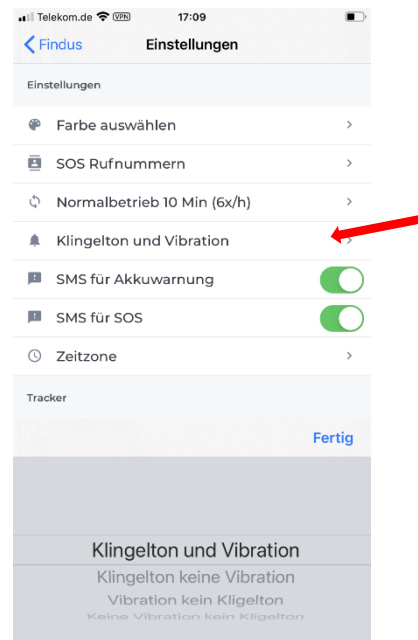 Telekom.de VPN 17:09
Findus Einstellungen
Einstellungen
Farbe auswählen
SOS Rufnummern
Normalbetrieb 10 Min (6x/h)
Klingelton und Vibration
SMS für Akkuwarnung
SMS für SOS
Zeitzone
Tracker
Fertig
Klingelton und Vibration
Klingelton keine Vibration
Vibration kein Kligelton
Keine Vibration kein Kligelton